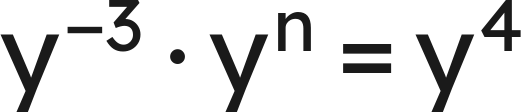 y⁻³ · yⁿ = y⁴